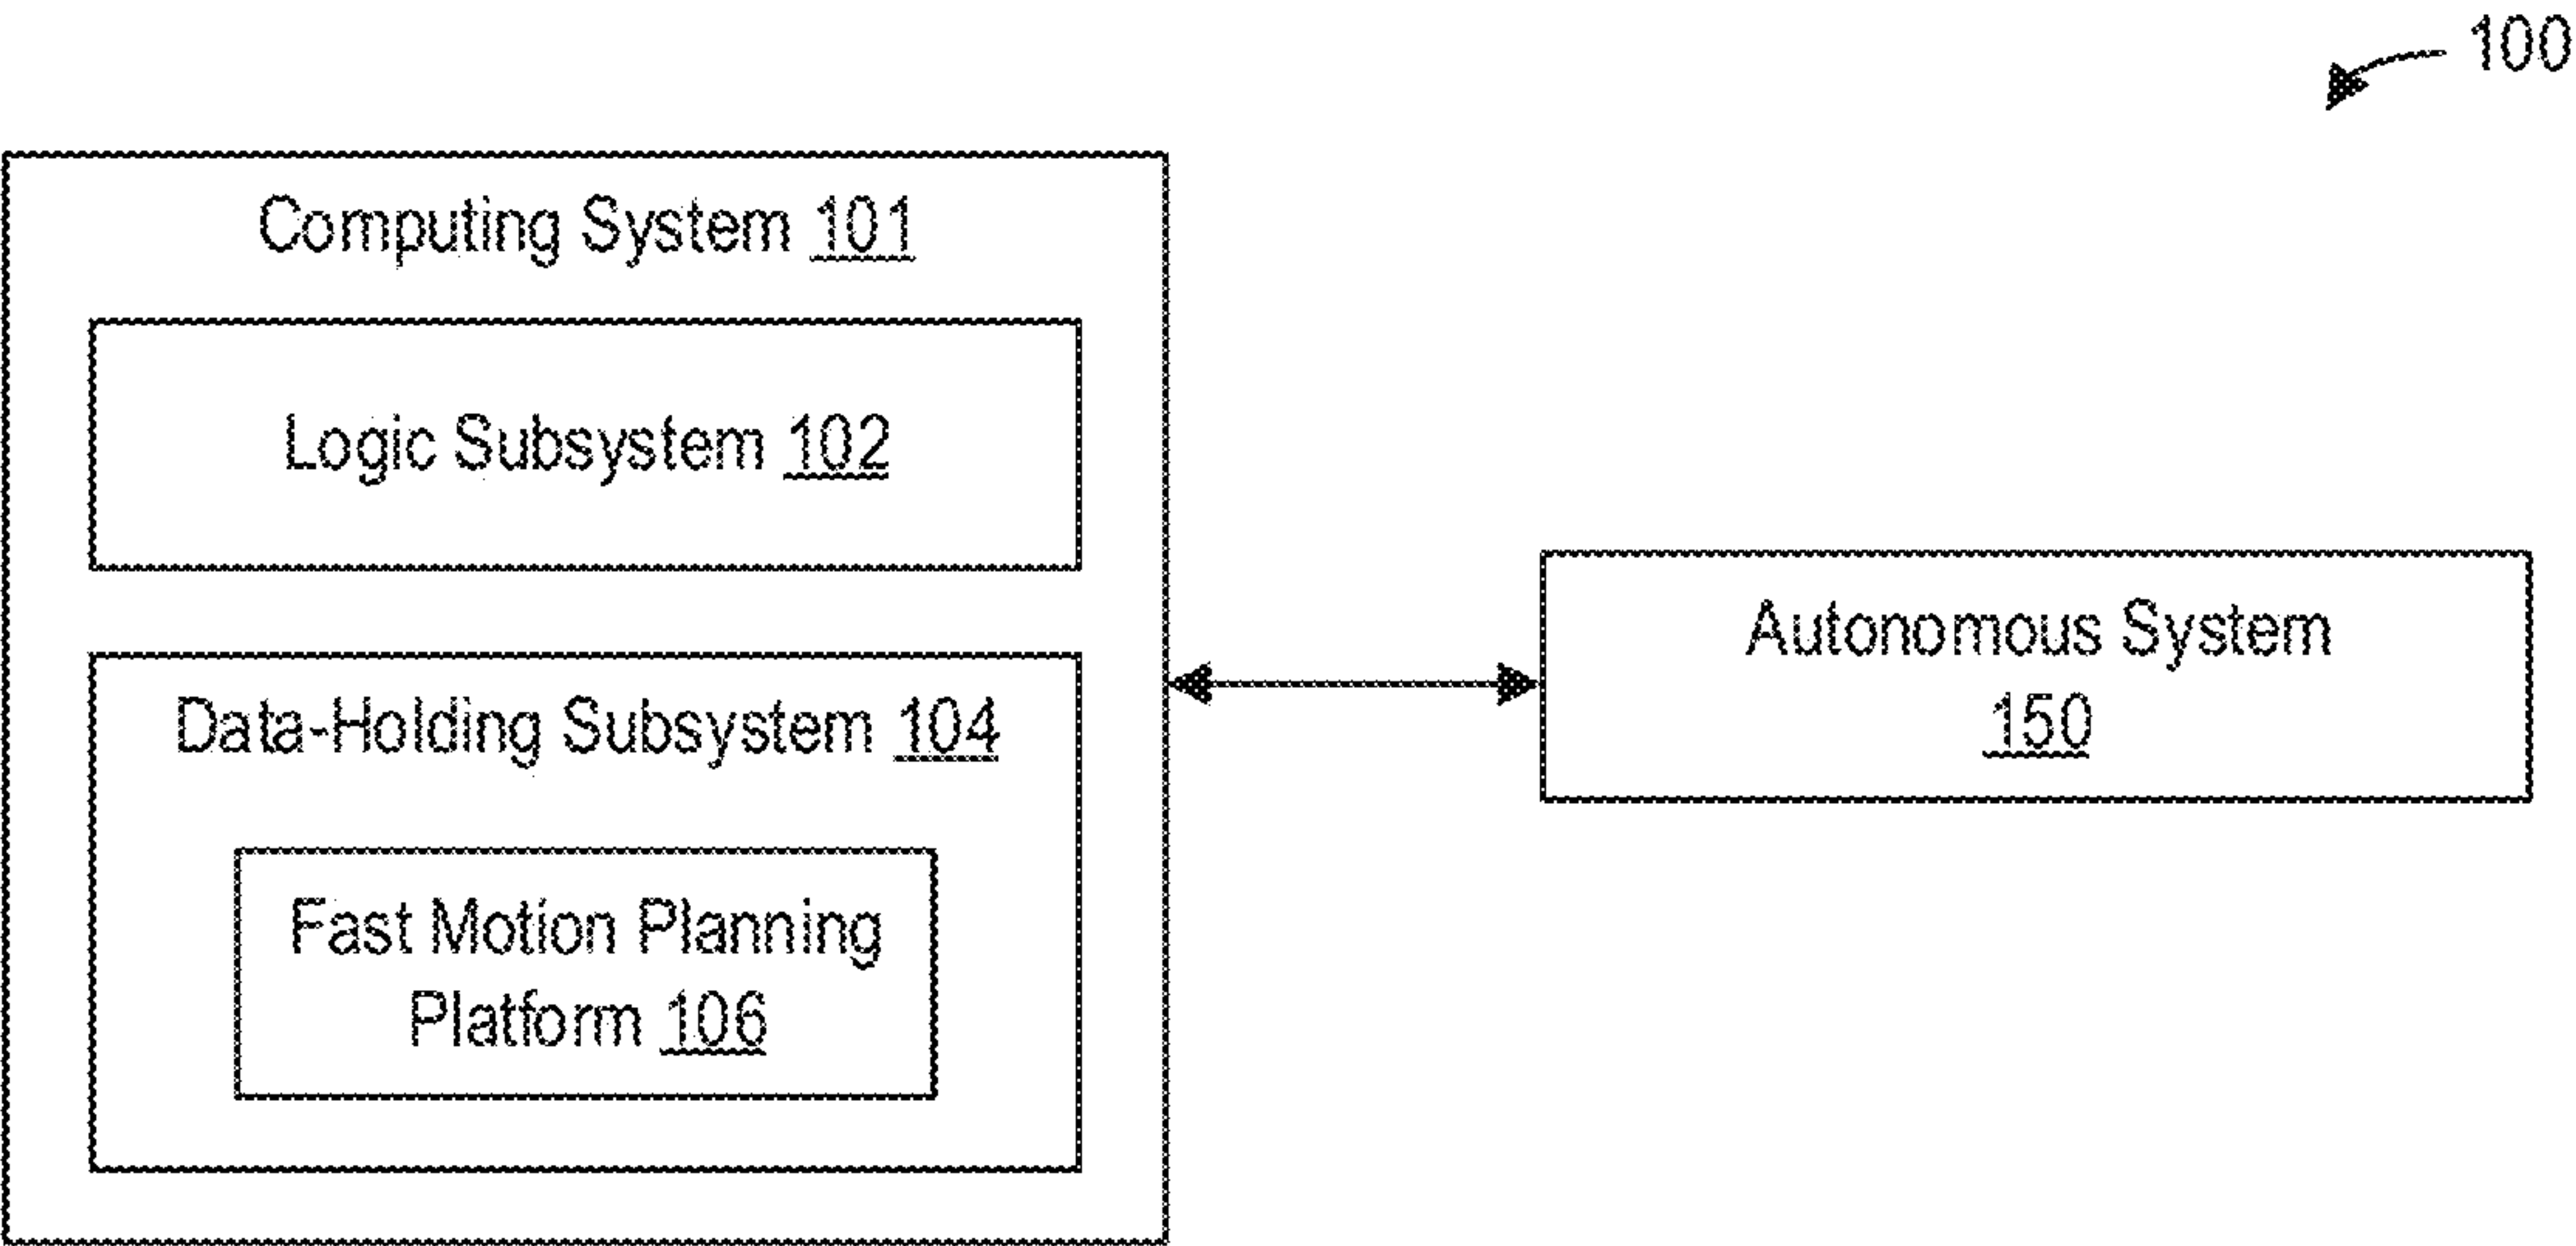 100
Computing System 101
Logic Subsystem 102
Data-Holding Subsystem 104
Fast Motion Planning
Platform 106
Autonomous System
150